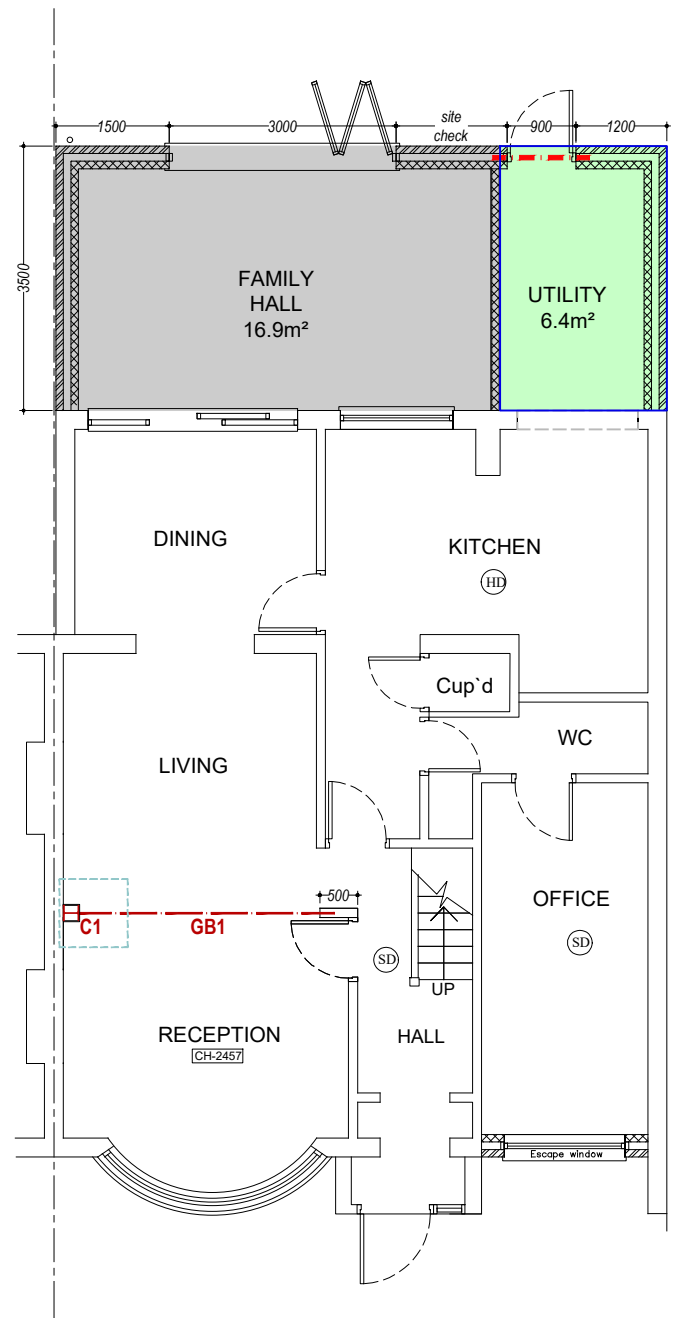 1500
3000
site
check
900
1200
3500
FAMILY
HALL
16.9m²
UTILITY
6.4m²
DINING
KITCHEN
HD
Cup`d
WC
LIVING
500
C1
GB1
OFFICE
SD
SD
UP
RECEPTION
CH-2457
HALL
Escape window